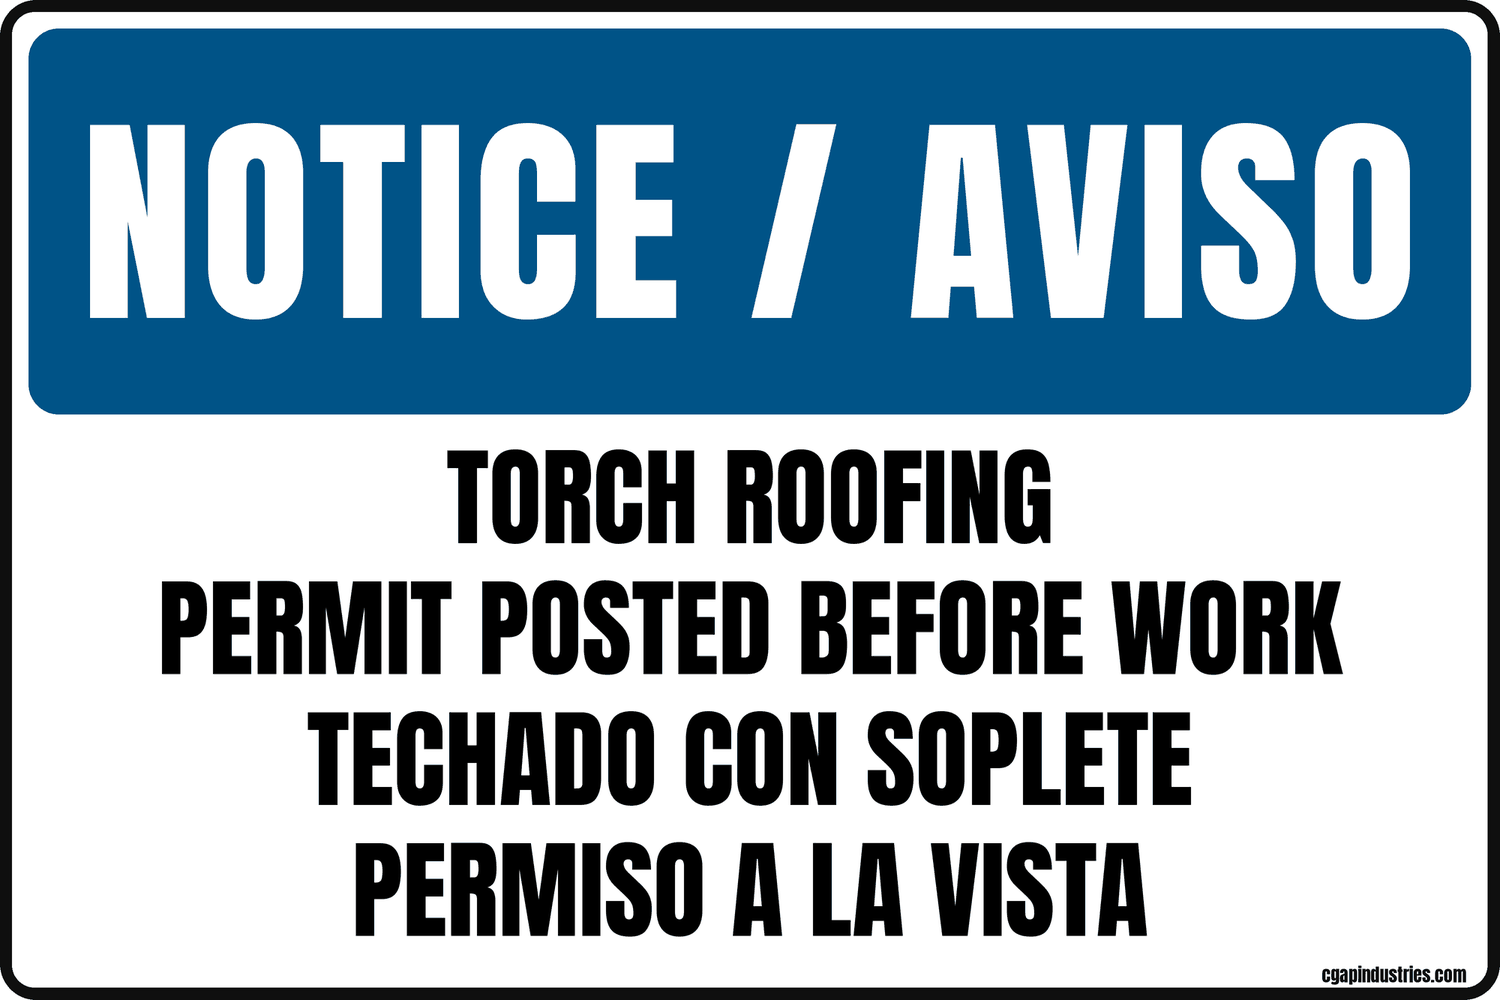 NOTICE / AVISO
TORCH ROOFING
PERMIT POSTED BEFORE WORK
TECHADO CON SOPLETE
PERMISO A LA VISTA
cgapindustries.com